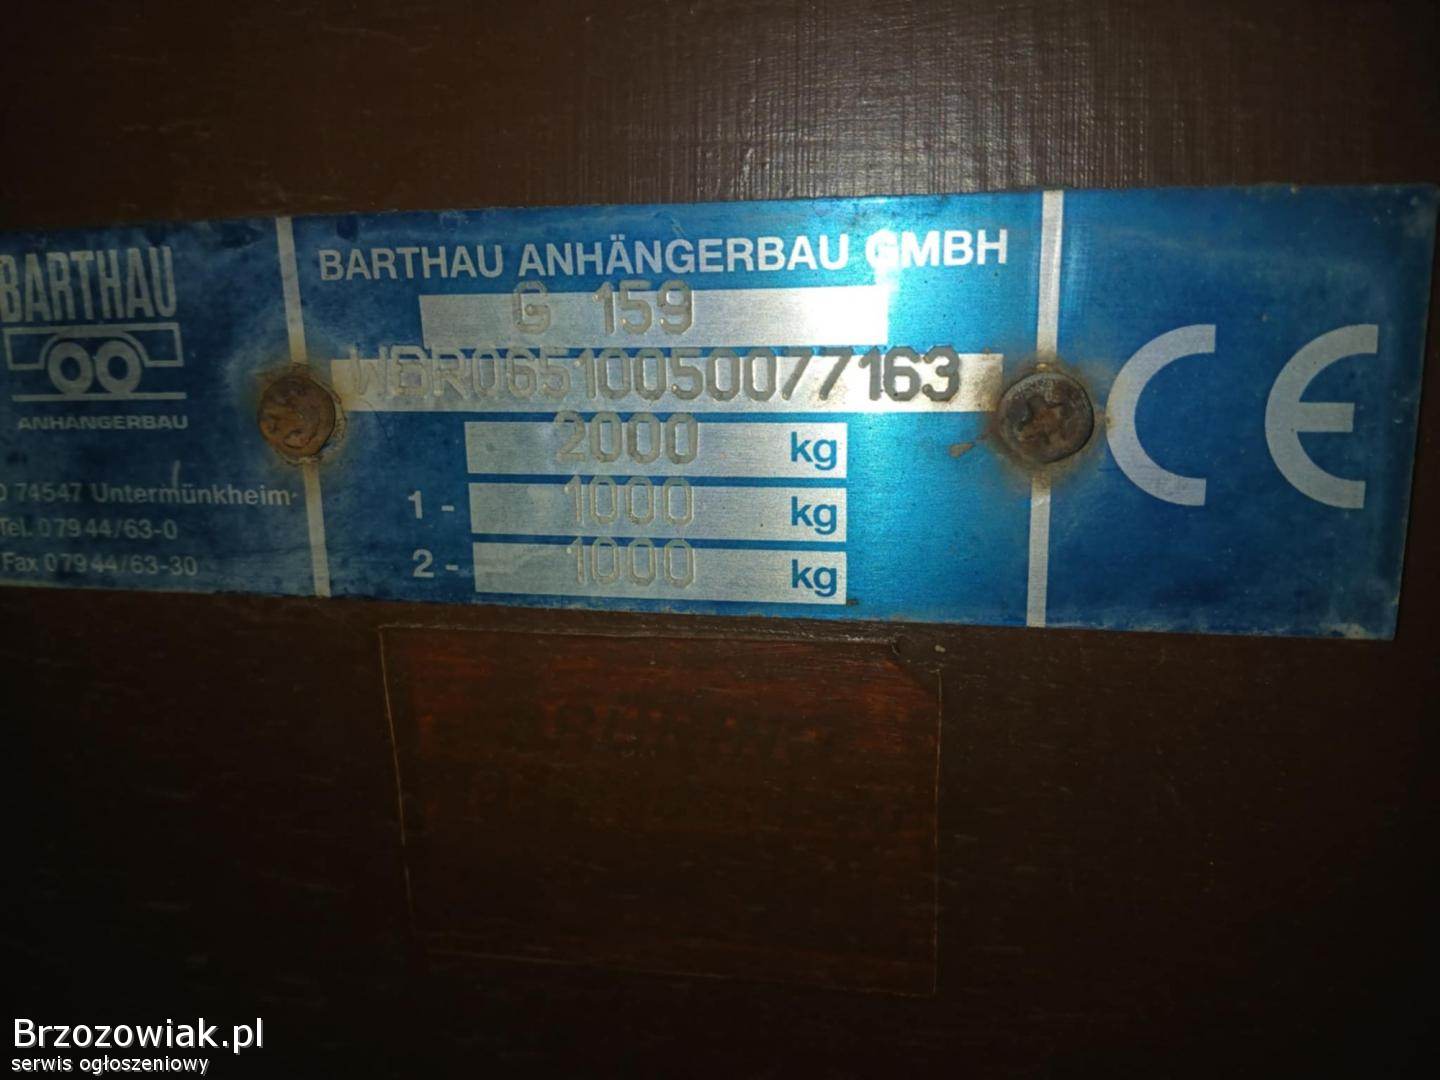 BARTHAU
ANHÄNGERBAU
D 74547 Untermünkheim
Tel. 07944/63-0
Fax 07944/63-30
BARTHAU ANHÄNGERBAU GMBH
G 159
WBR06510050077163
2000 kg
1- 1000 kg
2- 1000 kg
CE
Brzozowiak.pl
serwis ogłoszeniowy